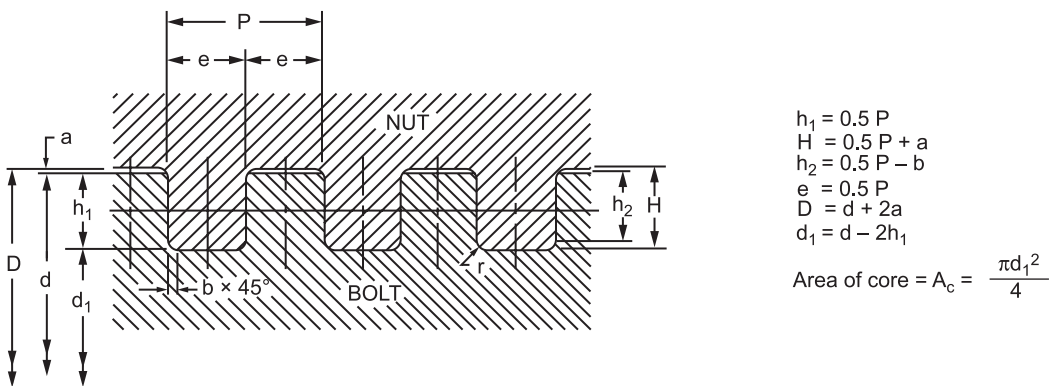 P
e e
NUT
a
h₁
h₂ H
D d d₁
r
b × 45°
BOLT
h₁ = 0.5 P
H = 0.5 P + a
h₂ = 0.5 P – b
e = 0.5 P
D = d + 2a
d₁ = d – 2h₁
Area of core = A_c = πd₁²/4